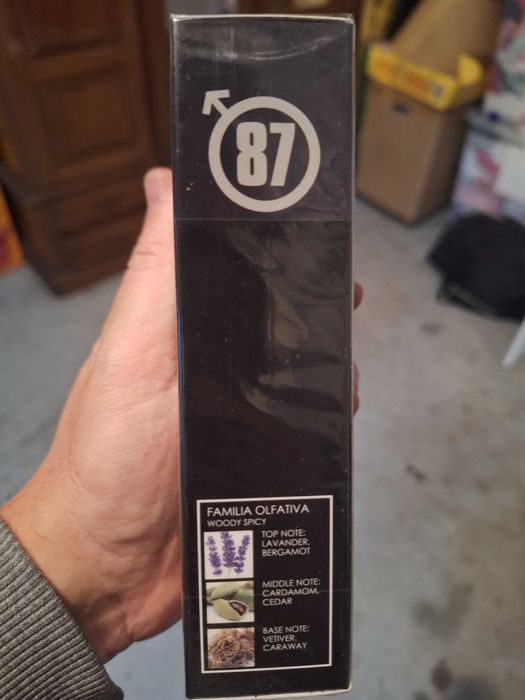 87
FAMILIA OLFATIVA
WOODY SPICY
TOP NOTE:
LAVANDER,
BERGAMOT
MIDDLE NOTE:
CARDAMOM,
CEDAR
BASE NOTE:
VETIVER,
CARAWAY